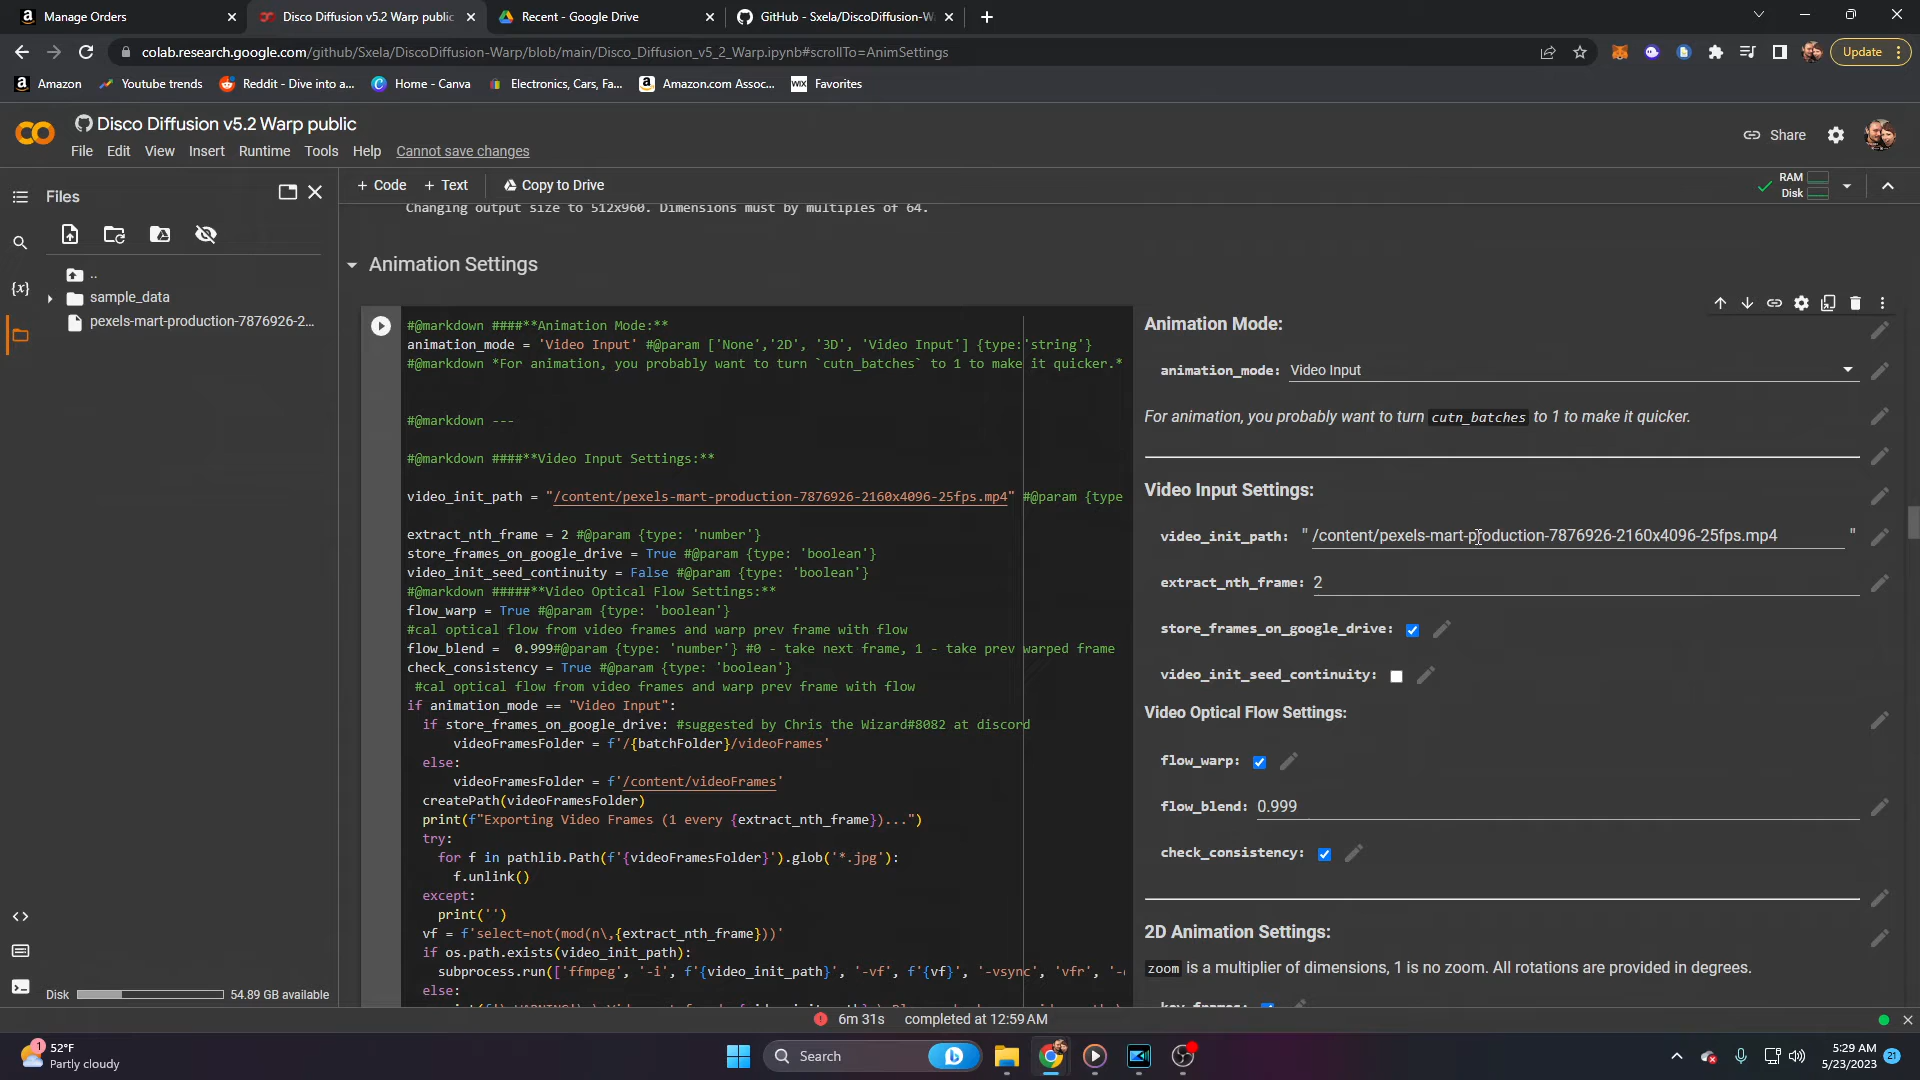 Manage Orders
Disco Diffusion v5.2 Warp public
Recent - Google Drive
GitHub - Sxela/DiscoDiffusion-W
colab.research.google.com/github/Sxela/DiscoDiffusion-Warp/blob/main/Disco_Diffusion_v5_2_Warp.ipynb#scrollTo=AnimSettings
Update
Amazon
Youtube trends
Reddit - Dive into a...
Home - Canva
Electronics, Cars, Fa...
Amazon.com Assoc...
WIX Favorites
Disco Diffusion v5.2 Warp public
File Edit View Insert Runtime Tools Help Cannot save changes
Share
Files
+ Code + Text Copy to Drive
RAM
Disk
..
sample_data
pexels-mart-production-7876926-2...
Disk 54.89 GB available
Changing output size to 512x960. Dimensions must by multiples of 64.
Animation Settings
#@markdown ####**Animation Mode:**
animation_mode = 'Video Input' #@param ['None','2D', '3D', 'Video Input'] {type:'string'}
#@markdown *For animation, you probably want to turn `cutn_batches` to 1 to make it quicker.*
#@markdown ---
#@markdown ####**Video Input Settings:**
video_init_path = "/content/pexels-mart-production-7876926-2160x4096-25fps.mp4" #@param {type
extract_nth_frame = 2 #@param {type: 'number'}
store_frames_on_google_drive = True #@param {type: 'boolean'}
video_init_seed_continuity = False #@param {type: 'boolean'}
#@markdown #####**Video Optical Flow Settings:**
flow_warp = True #@param {type: 'boolean'}
#cal optical flow from video frames and warp prev frame with flow
flow_blend =  0.999#@param {type: 'number'} #0 - take next frame, 1 - take prev warped frame
check_consistency = True #@param {type: 'boolean'}
#cal optical flow from video frames and warp prev frame with flow
if animation_mode == "Video Input":
if store_frames_on_google_drive: #suggested by Chris the Wizard#8082 at discord
videoFramesFolder = f'/{batchFolder}/videoFrames'
else:
videoFramesFolder = f'/content/videoFrames'
createPath(videoFramesFolder)
print(f"Exporting Video Frames (1 every {extract_nth_frame})...")
try:
for f in pathlib.Path(f'{videoFramesFolder}').glob('*.jpg'):
f.unlink()
except:
print('')
vf = f'select=not(mod(n\,{extract_nth_frame}))'
if os.path.exists(video_init_path):
subprocess.run(['ffmpeg', '-i', f'{video_init_path}', '-vf', f'{vf}', '-vsync', 'vfr', '-
else:
Animation Mode:
animation_mode: Video Input
For animation, you probably want to turn cutn_batches to 1 to make it quicker.
Video Input Settings:
video_init_path: " /content/pexels-mart-production-7876926-2160x4096-25fps.mp4 "
extract_nth_frame: 2
store_frames_on_google_drive:
video_init_seed_continuity:
Video Optical Flow Settings:
flow_warp:
flow_blend: 0.999
check_consistency:
2D Animation Settings:
zoom is a multiplier of dimensions, 1 is no zoom. All rotations are provided in degrees.
key_frames:
6m 31s completed at 12:59 AM
1
52°F
Partly cloudy
Search
5:29 AM
5/23/2023
21